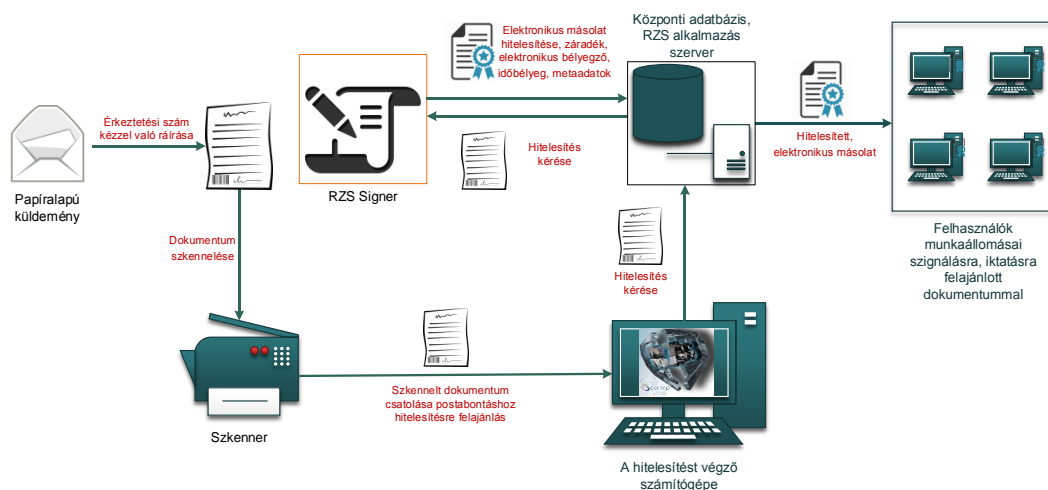 Elektronikus másolat
hitelesítése, záradék,
elektronikus bélyegző,
időbélyeg, metaadatok
Központi adatbázis,
RZS alkalmazás
szerver
Érkeztetési szám
kézzel való ráírása
Hitelesítés
kérése
Hitelesített,
elektronikus másolat
Papíralapú
küldemény
RZS Signer
Felhasználók
munkaállomásai
szignálásra, iktatásra
felajánlott
dokumentummal
Dokumentum
szkennelése
Hitelesítés
kérése
Szkennelt dokumentum
csatolása postabontáshoz
hitelesítésre felajánlás
Szkenner
A hitelesítést végző
számítógépe